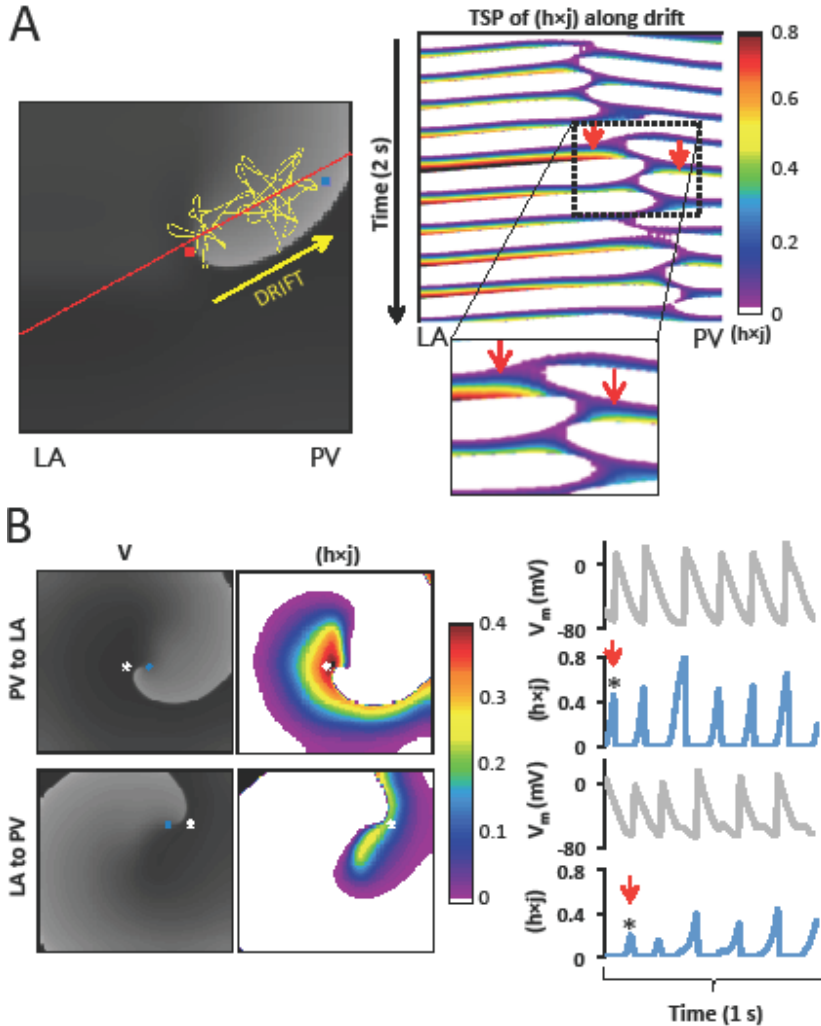 A
TSP of (h×j) along drift
DRIFT
LA
PV
Time (2 s)
LA
PV
0.8
0.6
0.4
0.2
0
(h×j)
B
V
(h×j)
PV to LA
LA to PV
0.4
0.3
0.2
0.1
0
Vm (mV)
0
-80
(h×j)
0.8
0.4
0
*
Vm (mV)
0
-80
(h×j)
0.8
0.4
0
*
Time (1 s)